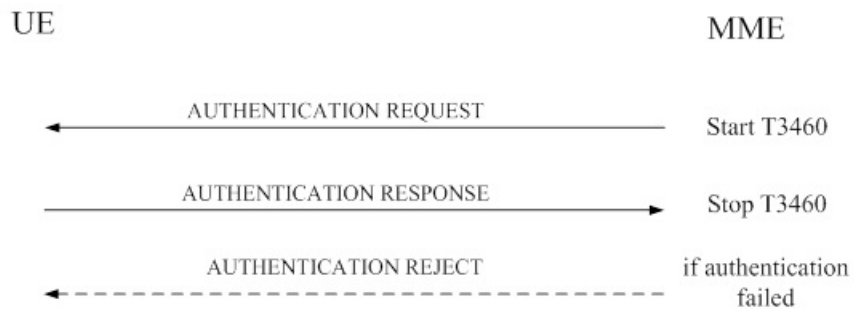 UE
MME
AUTHENTICATION REQUEST
Start T3460
AUTHENTICATION RESPONSE
Stop T3460
AUTHENTICATION REJECT
if authentication
failed